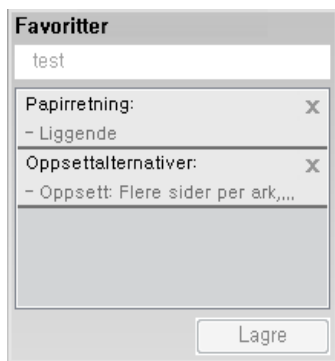 Favoritter
test
Papirretning:
X
- Liggende
Oppsettalternativer:
X
- Oppsett: Flere sider per ark,,,,
Lagre